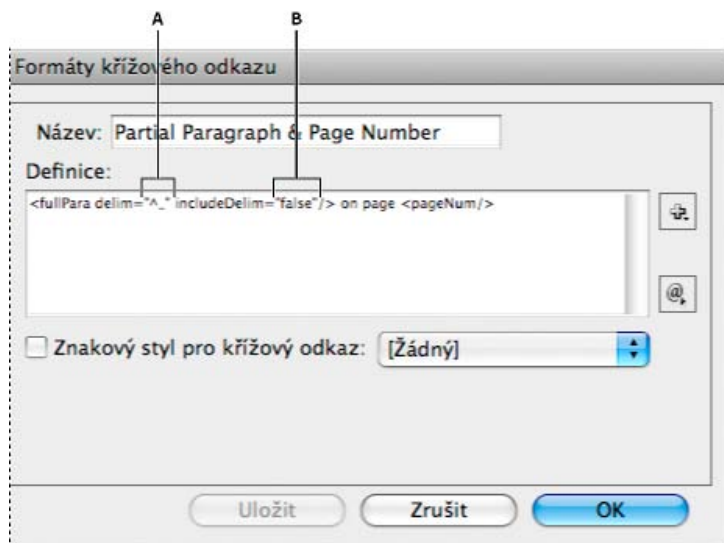 A B
Formáty křížového odkazu
Název: Partial Paragraph & Page Number
Definice:
<fullPara delim="^_" includeDelim="false"/> on page <pageNum/>
@
Znakový styl pro křížový odkaz: [Žádný]
Uložit Zrušit OK